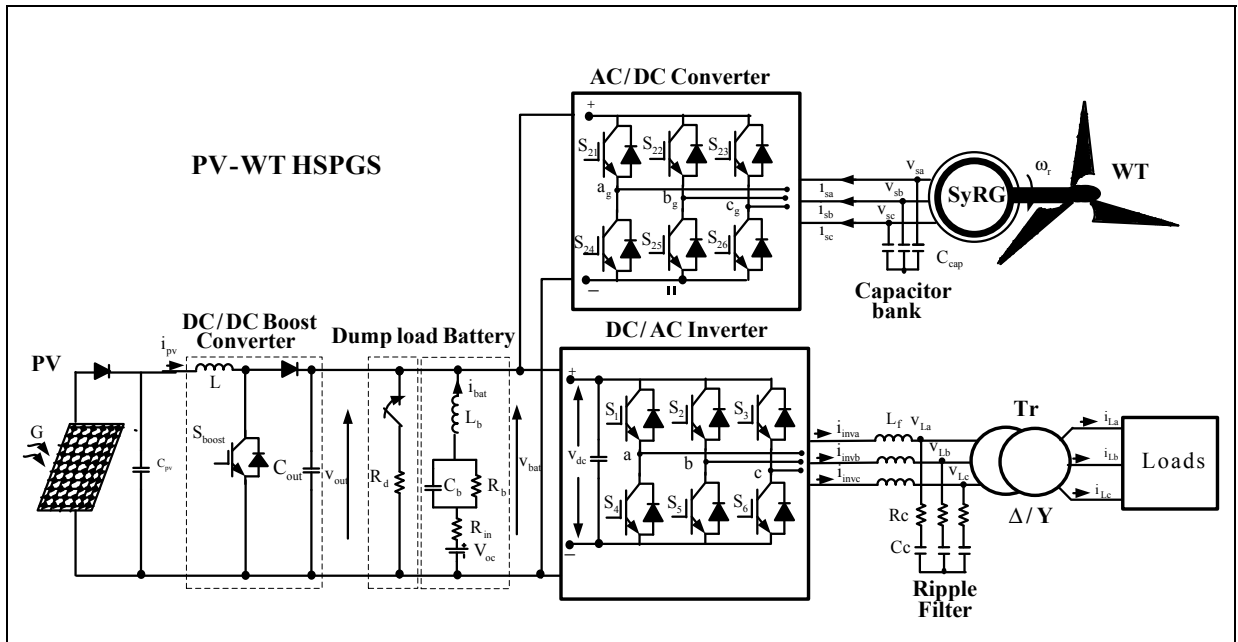 AC/DC Converter
PV-WT HSPGS
+
S21
S22
S23
ag
bg
cg
S24
S25
S26
–
vsa
vsb
vsc
isa
isb
isc
SyRG
ωr
WT
Ccap
Capacitor
bank
DC/DC Boost
Converter
Dump load
Battery
DC/AC Inverter
PV
G
Cpv
ipv
L
Sboost
Cout
vout
Rd
ibat
Lb
Cb
Rb
Rin
Voc
vbat
+
vdc
S1
S2
S3
a
b
c
S4
S5
S6
–
iinva
iinvb
iinvc
Lf
vLa
vLb
vLc
Rc
Cc
Ripple
Filter
Tr
Δ/Y
iLa
iLb
iLc
Loads